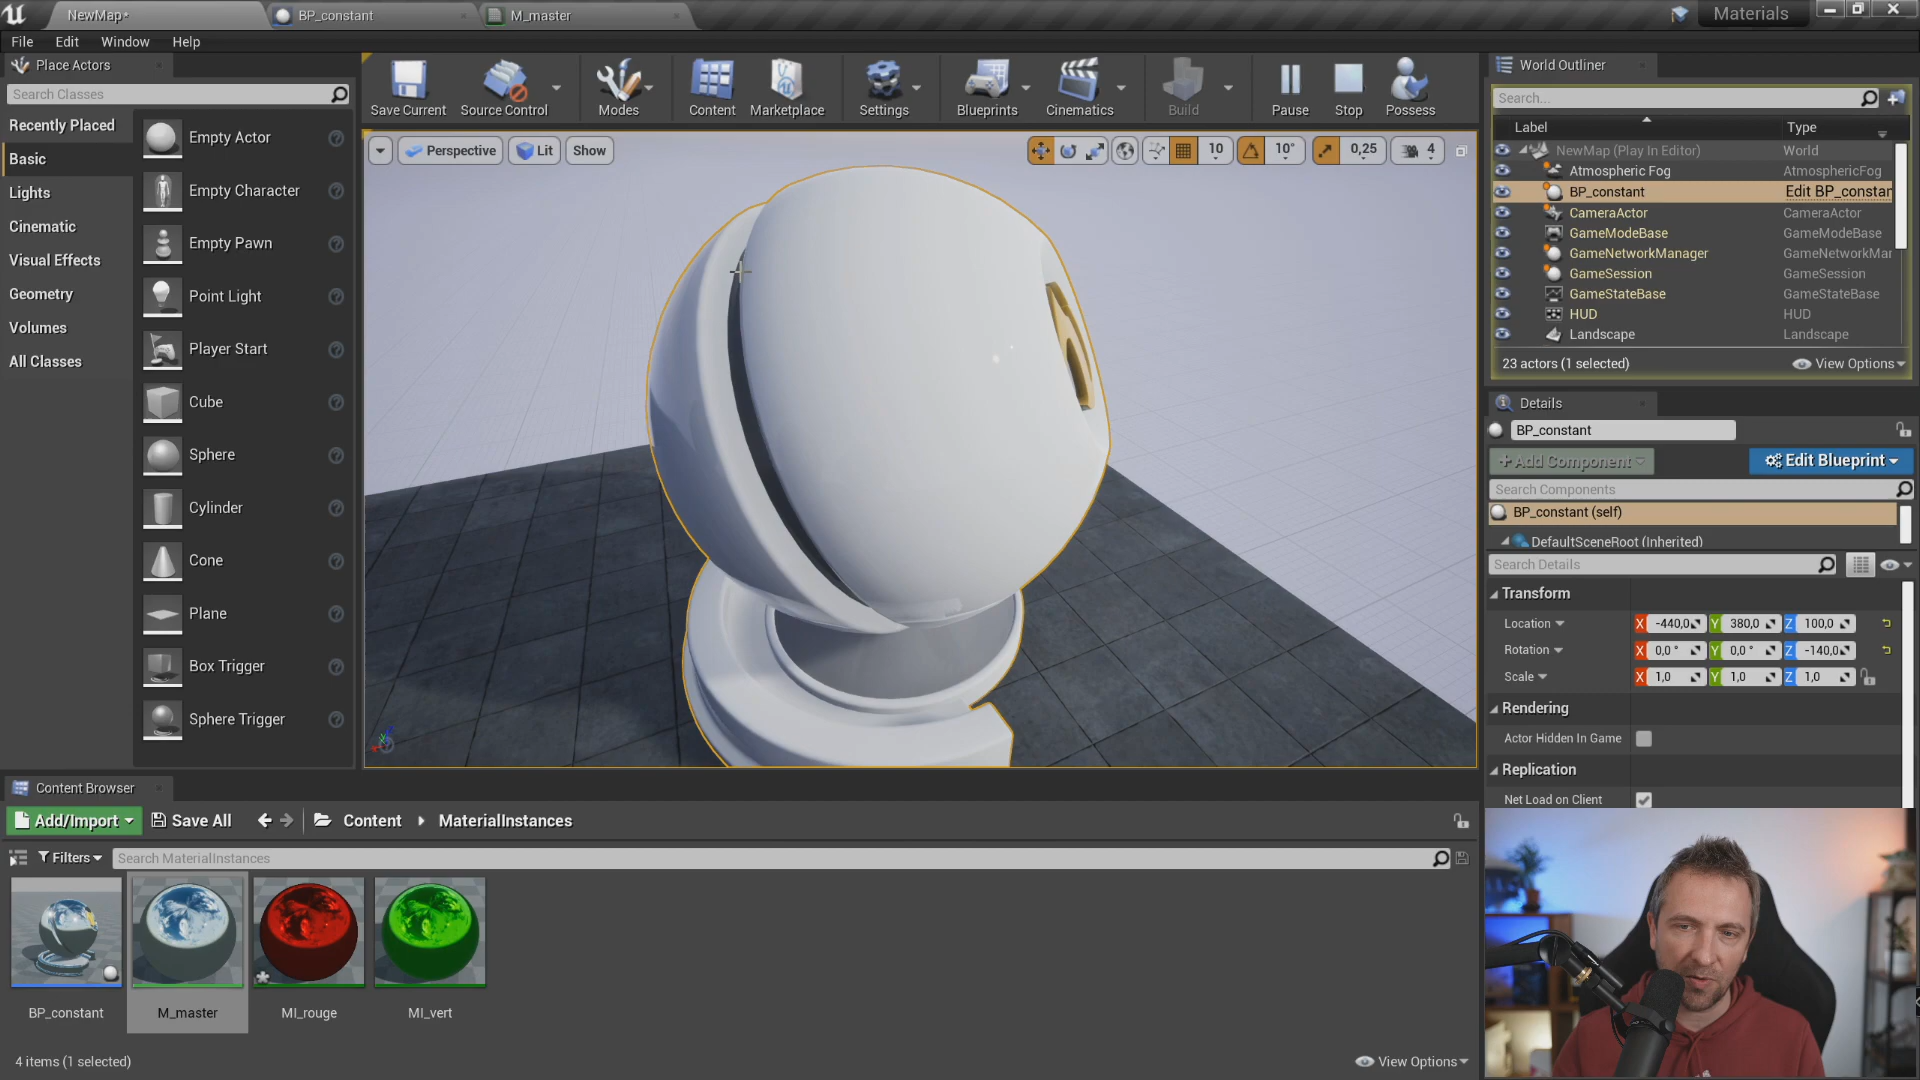 NewMap*
BP_constant
M_master
Materials
File
Edit
Window
Help
Place Actors
Search Classes
Recently Placed
Basic
Lights
Cinematic
Visual Effects
Geometry
Volumes
All Classes
Empty Actor
Empty Character
Empty Pawn
Point Light
Player Start
Cube
Sphere
Cylinder
Cone
Plane
Box Trigger
Sphere Trigger
Save Current
Source Control
Modes
Content
Marketplace
Settings
Blueprints
Cinematics
Build
Pause
Stop
Possess
Perspective
Lit
Show
10
10°
0,25
4
World Outliner
Search...
Label
Type
NewMap (Play In Editor)
World
Atmospheric Fog
AtmosphericFog
BP_constant
Edit BP_constan
CameraActor
CameraActor
GameModeBase
GameModeBase
GameNetworkManager
GameNetworkMar
GameSession
GameSession
GameStateBase
GameStateBase
HUD
HUD
Landscape
Landscape
23 actors (1 selected)
View Options
Details
BP_constant
+ Add Component
Edit Blueprint
Search Components
BP_constant (self)
DefaultSceneRoot (Inherited)
Search Details
Transform
Location
X -440,0
Y 380,0
Z 100,0
Rotation
X 0,0 °
Y 0,0 °
Z -140,0
Scale
X 1,0
Y 1,0
Z 1,0
Rendering
Actor Hidden In Game
Replication
Net Load on Client
Content Browser
Add/Import
Save All
Content
MaterialInstances
Filters
Search MaterialInstances
BP_constant
M_master
MI_rouge
MI_vert
4 items (1 selected)
View Options